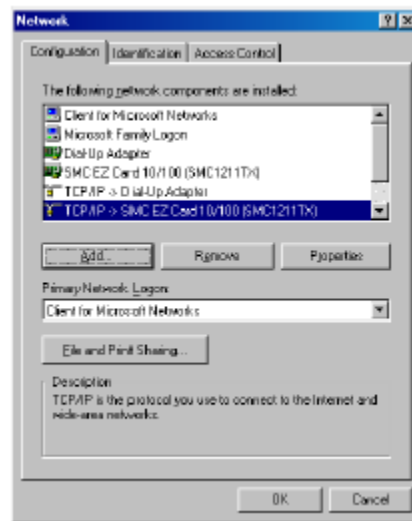 Network
Configuration Identification Access Control
The following network components are installed:
Client for Microsoft Networks
Microsoft Family Logon
Dial-Up Adapter
SMC EZ Card 10/100 (SMC1211TX)
TCP/IP -> Dial-Up Adapter
TCP/IP -> SMC EZ Card 10/100 (SMC1211TX)
Add... Remove Properties
Primary Network Logon:
Client for Microsoft Networks
File and Print Sharing...
Description
TCP/IP is the protocol you use to connect to the Internet and
wide-area networks.
OK Cancel